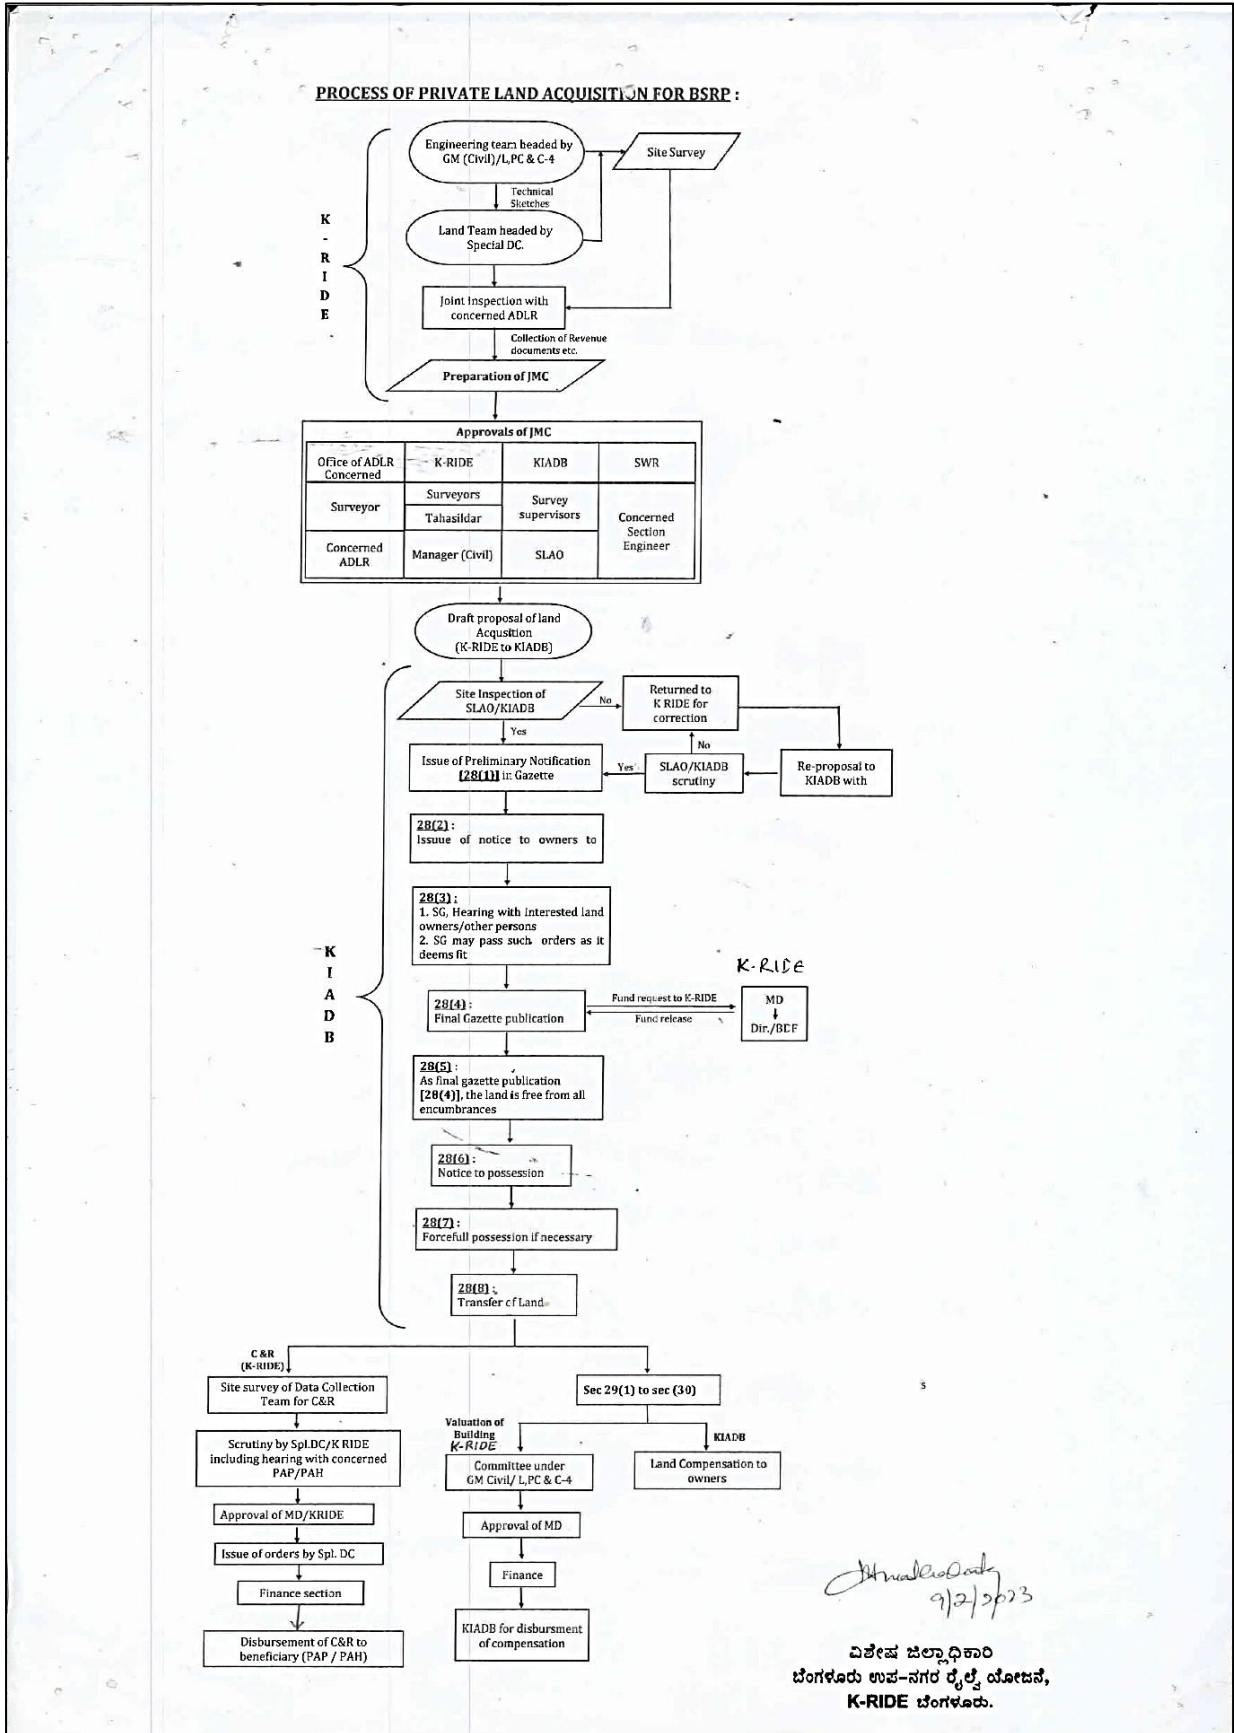 PROCESS OF PRIVATE LAND ACQUISITION FOR BSRP :
K
-
R
I
D
E
Engineering team headed by
GM (Civil)/L,PC & C-4
Site Survey
Technical
Sketches
Land Team headed by
Special DC.
Joint Inspection with
concerned ADLR
Collection of Revenue
documents etc.
Preparation of JMC
Approvals of JMC
Office of ADLR
Concerned
K-RIDE
KIADB
SWR
Surveyor
Surveyors
Tahasildar
Survey
supervisors
Concerned
Section
Engineer
Concerned
ADLR
Manager (Civil)
SLAO
Draft proposal of land
Acqusition
(K-RIDE to KIADB)
K
I
A
D
B
Site Inspection of
SLAO/KIADB
No
Returned to
K RIDE for
correction
Yes
No
Issue of Preliminary Notification
[28(1)] in Gazette
Yes
SLAO/KIADB
scrutiny
Re-proposal to
KIADB with
28(2) :
Issuue of notice to owners to
28(3) :
1. SG, Hearing with Interested land
owners/other persons
2. SG may pass such orders as it
deems fit
K-RIDE
28(4) :
Final Gazette publication
Fund request to K-RIDE
Fund release
MD
Dir./BDF
28(5) :
As final gazette publication
[28(4)], the land is free from all
encumbrances
28(6) :
Notice to possession
28(7) :
Forcefull possession if necessary
28(8) :
Transfer of Land
C &R
(K-RIDE)
Site survey of Data Collection
Team for C&R
Sec 29(1) to sec (30)
Scrutiny by Spl.DC/K RIDE
including hearing with concerned
PAP/PAH
Valuation of
Building
K-RIDE
KIADB
Committee under
GM Civil/ L,PC & C-4
Land Compensation to
owners
Approval of MD/KRIDE
Approval of MD
Issue of orders by Spl. DC
Finance
Finance section
KIADB for disbursment
of compensation
Disbursement of C&R to
beneficiary (PAP / PAH)
9/2/2023
ವಿಶೇಷ ಜಿಲ್ಲಾಧಿಕಾರಿ
ಬೆಂಗಳೂರು ಉಪ-ನಗರ ರೈಲ್ವೆ ಯೋಜನೆ,
K-RIDE ಬೆಂಗಳೂರು.